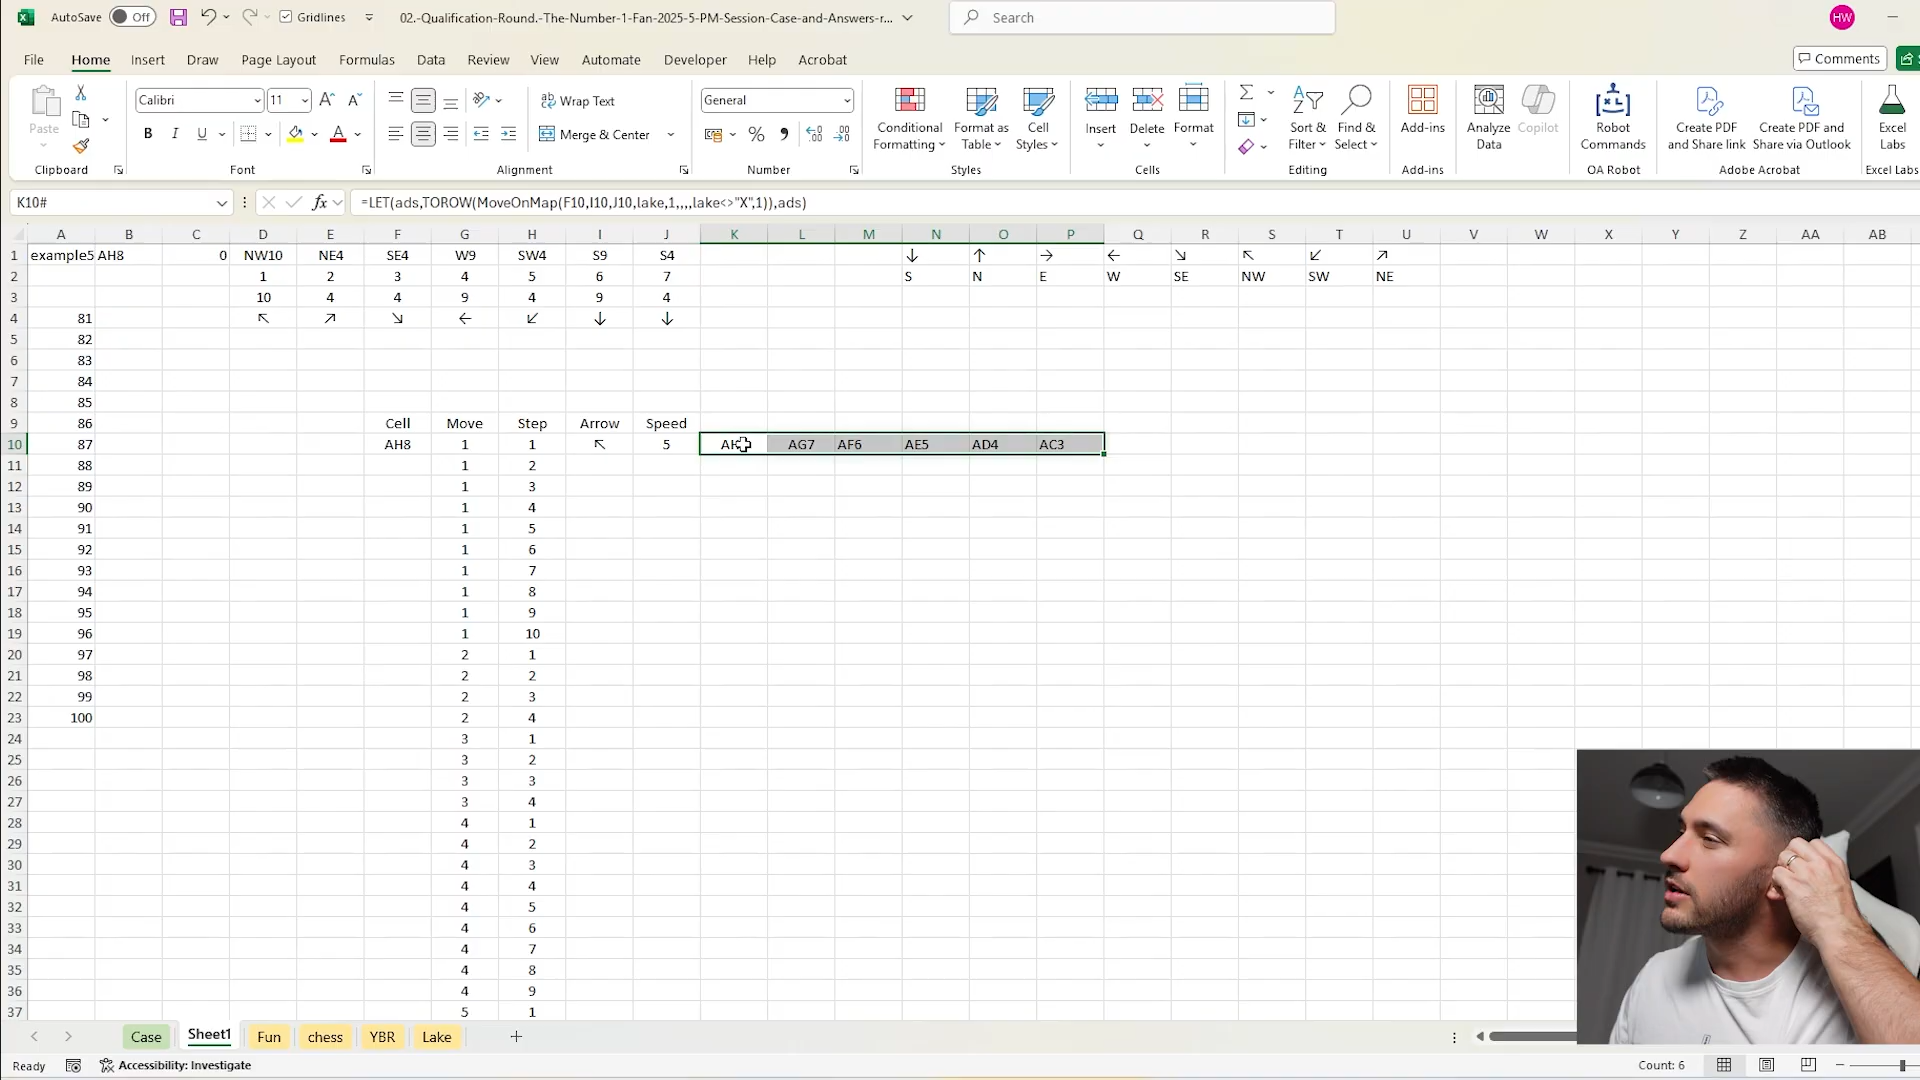 AutoSave Off Gridlines 02.-Qualification-Round.-The-Number-1-Fan-2025-5-PM-Session-Case-and-Answers-r... Search HW
File Home Insert Draw Page Layout Formulas Data Review View Automate Developer Help Acrobat Comments
Paste Calibri 11 Wrap Text General Conditional Formatting Format as Table Cell Styles Insert Delete Format Sort & Filter Find & Select Add-ins Analyze Data Copilot Robot Commands Create PDF and Share link Create PDF and Share via Outlook Excel Labs
B I U Merge & Center
Clipboard Font Alignment Number Styles Cells Editing Add-ins OA Robot Adobe Acrobat Excel Labs
K10# fx =LET(ads,TOROW(MoveOnMap(F10,I10,J10,lake,1,,,,lake<>"X",1)),ads)
A B C D E F G H I J K L M N O P Q R S T U V W X Y Z AA AB
1 example5 AH8 0 NW10 NE4 SE4 W9 SW4 S9 S4 ↓ ↑ → ← ↘ ↖ ↙ ↗
2 1 2 3 4 5 6 7 S N E W SE NW SW NE
3 10 4 4 9 4 9 4
4 81 ↖ ↗ ↘ ← ↙ ↓ ↓
5 82
6 83
7 84
8 85
9 86 Cell Move Step Arrow Speed
10 87 AH8 1 1 ↖ 5 AG7 AF6 AE5 AD4 AC3
11 88 1 2
12 89 1 3
13 90 1 4
14 91 1 5
15 92 1 6
16 93 1 7
17 94 1 8
18 95 1 9
19 96 1 10
20 97 2 1
21 98 2 2
22 99 2 3
23 100 2 4
24 3 1
25 3 2
26 3 3
27 3 4
28 4 1
29 4 2
30 4 3
31 4 4
32 4 5
33 4 6
34 4 7
35 4 8
36 4 9
37 5 1
Case Sheet1 Fun chess YBR Lake
Ready Accessibility: Investigate Count: 6